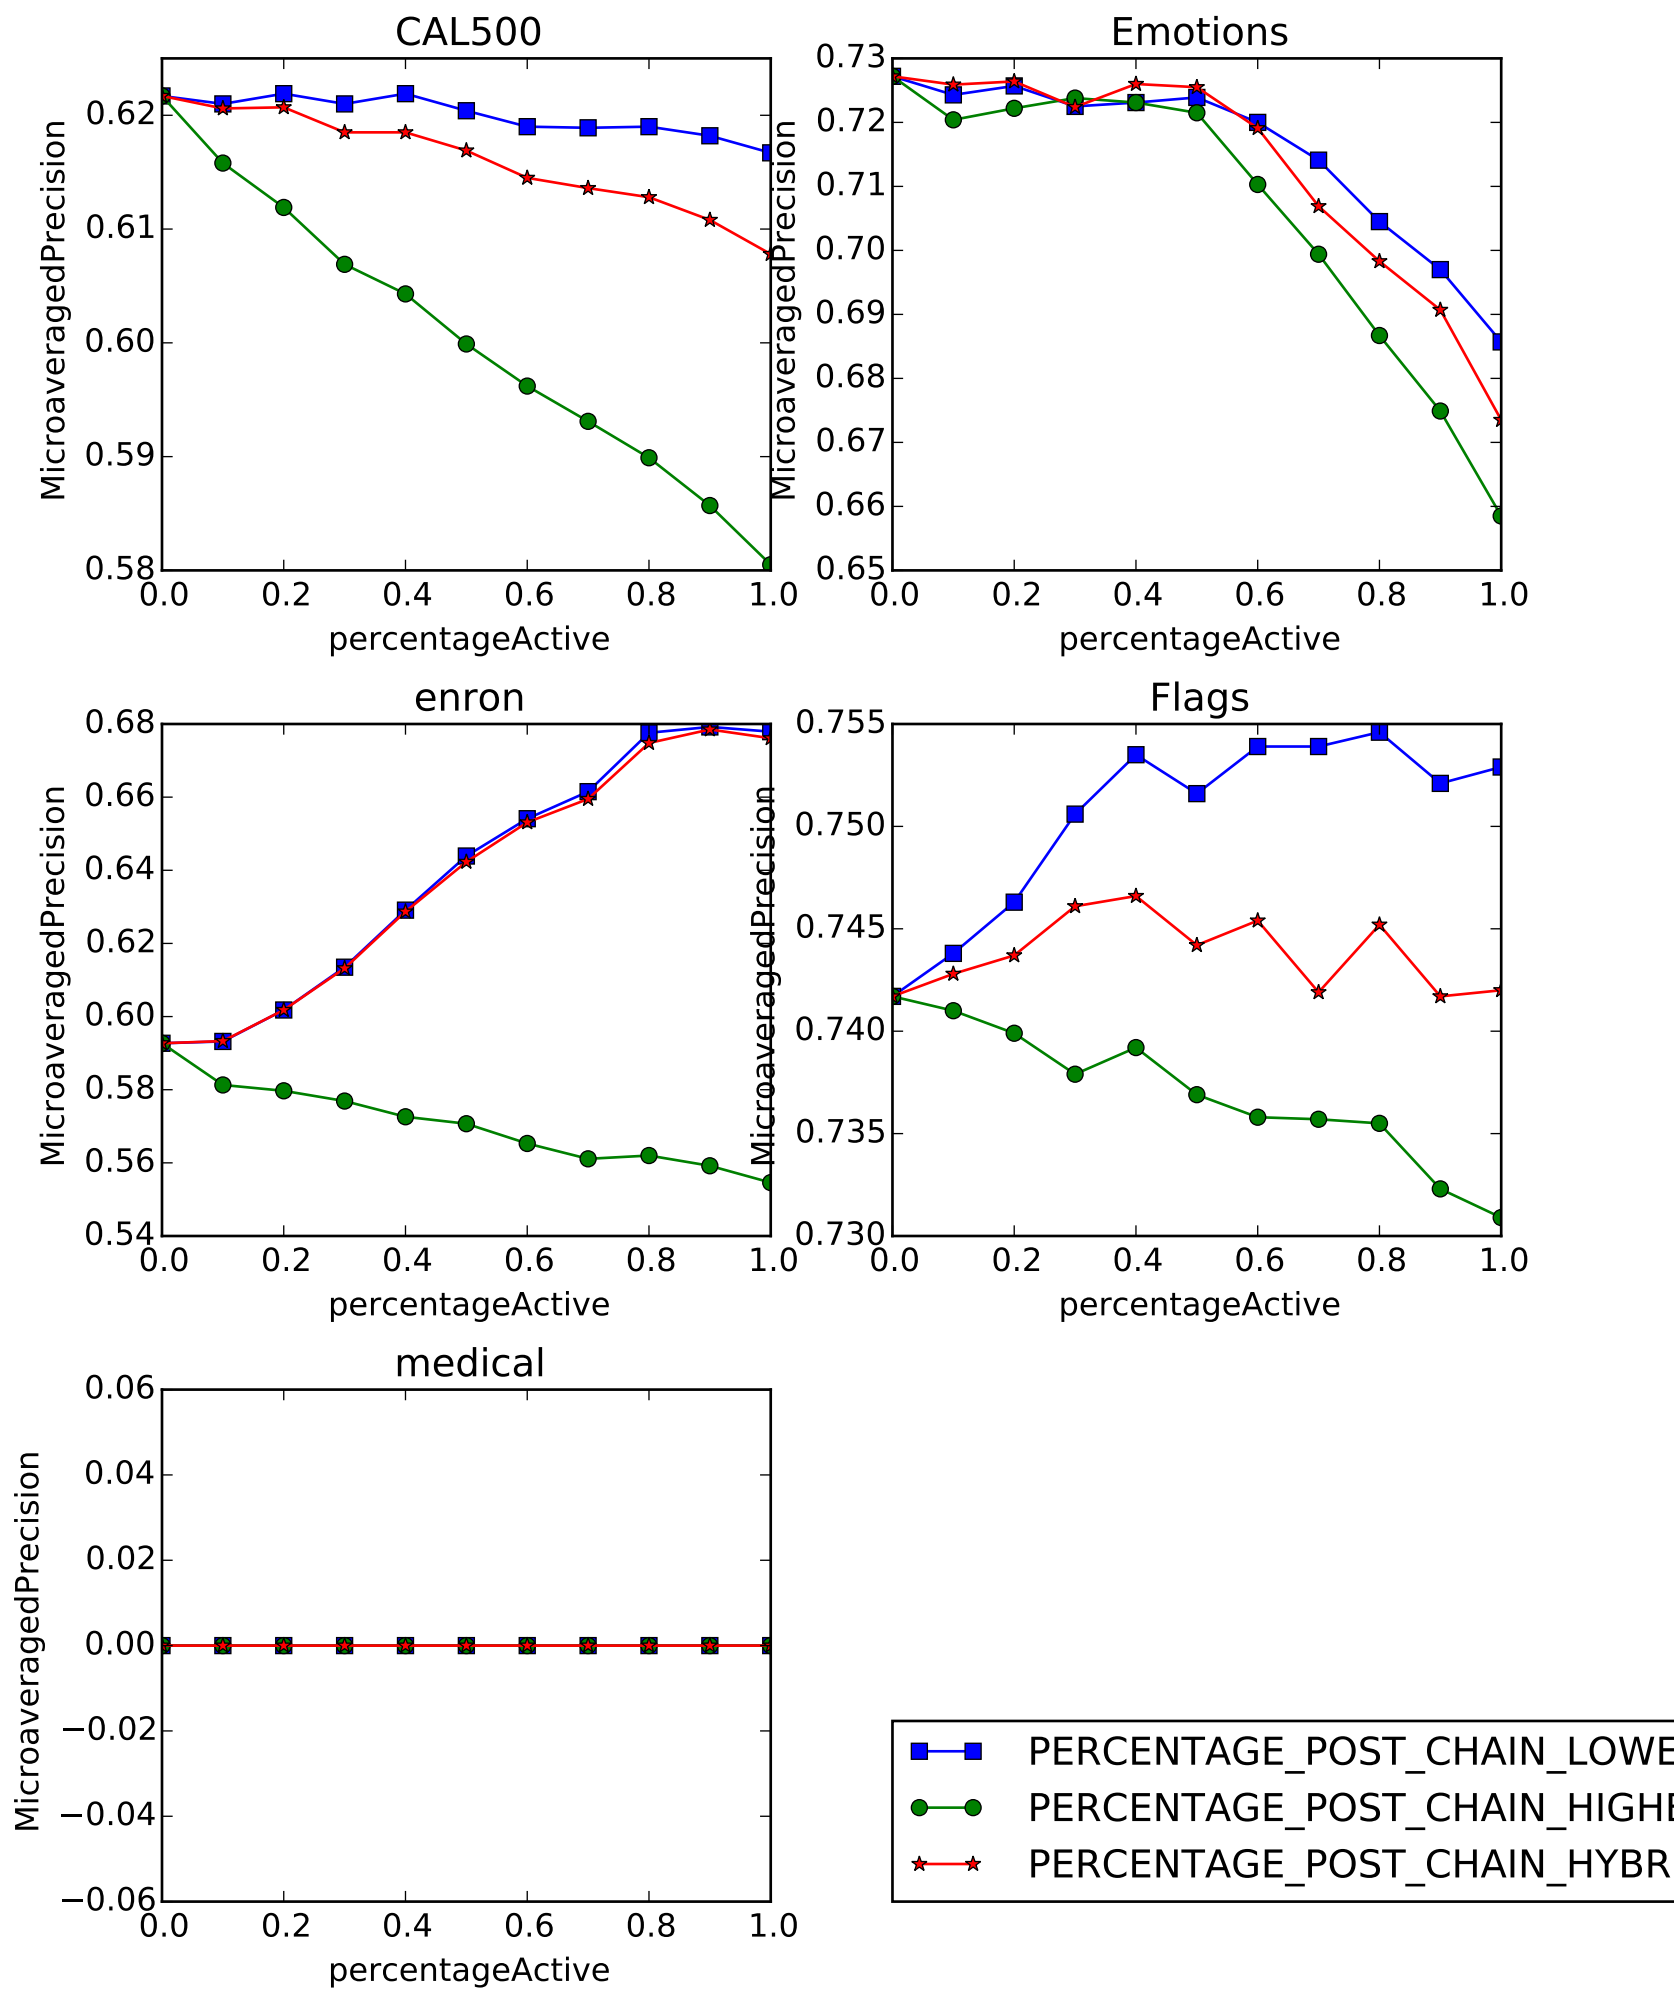 CAL500
MicroaveragedPrecision
0.62
0.61
0.60
0.59
0.58
0.0 0.2 0.4 0.6 0.8 1.0
percentageActive
Emotions
MicroaveragedPrecision
0.73
0.72
0.71
0.70
0.69
0.68
0.67
0.66
0.65
0.0 0.2 0.4 0.6 0.8 1.0
percentageActive
enron
MicroaveragedPrecision
0.68
0.66
0.64
0.62
0.60
0.58
0.56
0.54
0.0 0.2 0.4 0.6 0.8 1.0
percentageActive
Flags
MicroaveragedPrecision
0.755
0.750
0.745
0.740
0.735
0.730
0.0 0.2 0.4 0.6 0.8 1.0
percentageActive
medical
MicroaveragedPrecision
0.06
0.04
0.02
0.00
−0.02
−0.04
−0.06
0.0 0.2 0.4 0.6 0.8 1.0
percentageActive
PERCENTAGE_POST_CHAIN_LOWE
PERCENTAGE_POST_CHAIN_HIGHE
PERCENTAGE_POST_CHAIN_HYBR